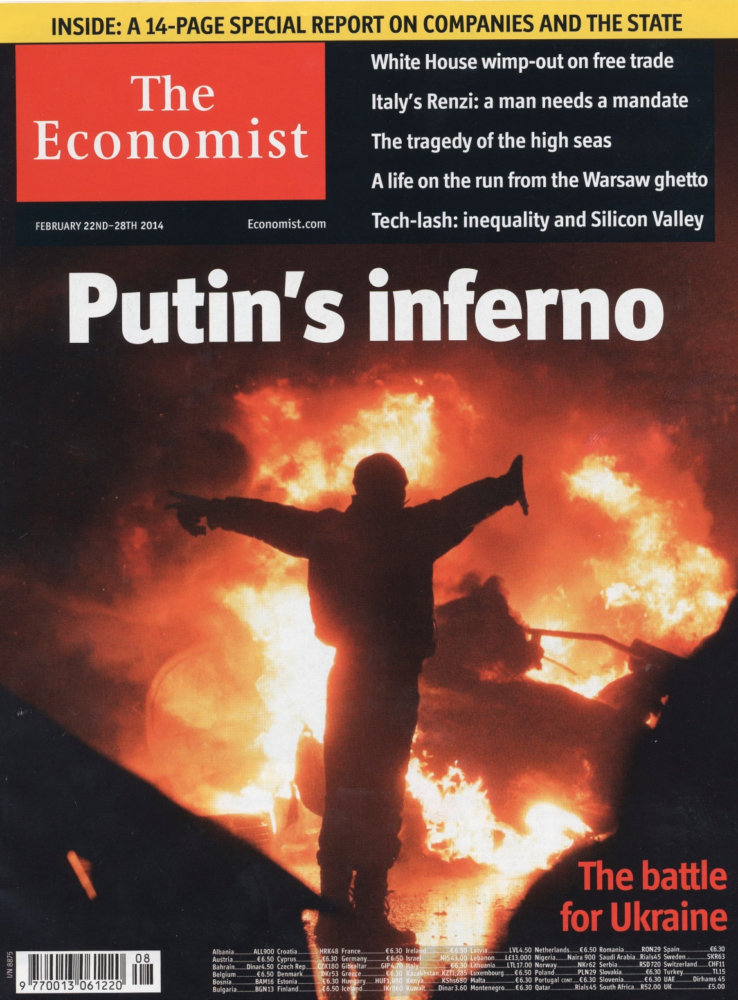 INSIDE: A 14-PAGE SPECIAL REPORT ON COMPANIES AND THE STATE
The
Economist
FEBRUARY 22ND–28TH 2014
Economist.com
White House wimp-out on free trade
Italy's Renzi: a man needs a mandate
The tragedy of the high seas
A life on the run from the Warsaw ghetto
Tech-lash: inequality and Silicon Valley
Putin's inferno
The battle
for Ukraine
I/N 8875
08
9 770013 061220
Albania............ALL900
Austria............€6.50
Bahrain......Dinar4.50
Belgium............€6.50
Bosnia............BAM16
Bulgaria............BGN13
Croatia............HRK48
Cyprus............€6.30
Czech Rep......CZK180
Denmark............DKr53
Estonia............€6.30
Finland............€6.50
France............€6.30
Germany............€6.50
Gibraltar......GIP4.70
Greece............€6.30
Hungary......HUF1,980
Iceland............IKr860
Ireland............€6.50
Israel............NIS43.00
Italy............€6.30
Kazakhstan..KZT1,285
Kenya............KShs680
Kuwait......Dinar3.60
Latvia............LVL4.50
Lebanon......L£13,000
Lithuania......LTL17.00
Luxembourg......€6.50
Malta............€6.30
Montenegro......€6.30
Netherlands......€6.50
Nigeria......Naira 900
Norway............NKr62
Poland............PLN29
Portugal CONT....€6.30
Qatar............Rials45
Romania............RON29
Saudi Arabia..Rials45
Serbia............RSD720
Slovakia............€6.30
Slovenia............€6.30
South Africa...R52.00
Spain............€6.30
Sweden............SKR63
Switzerland......CHF11
Turkey............TL15
UAE............Dirhams 45
UK............£5.00